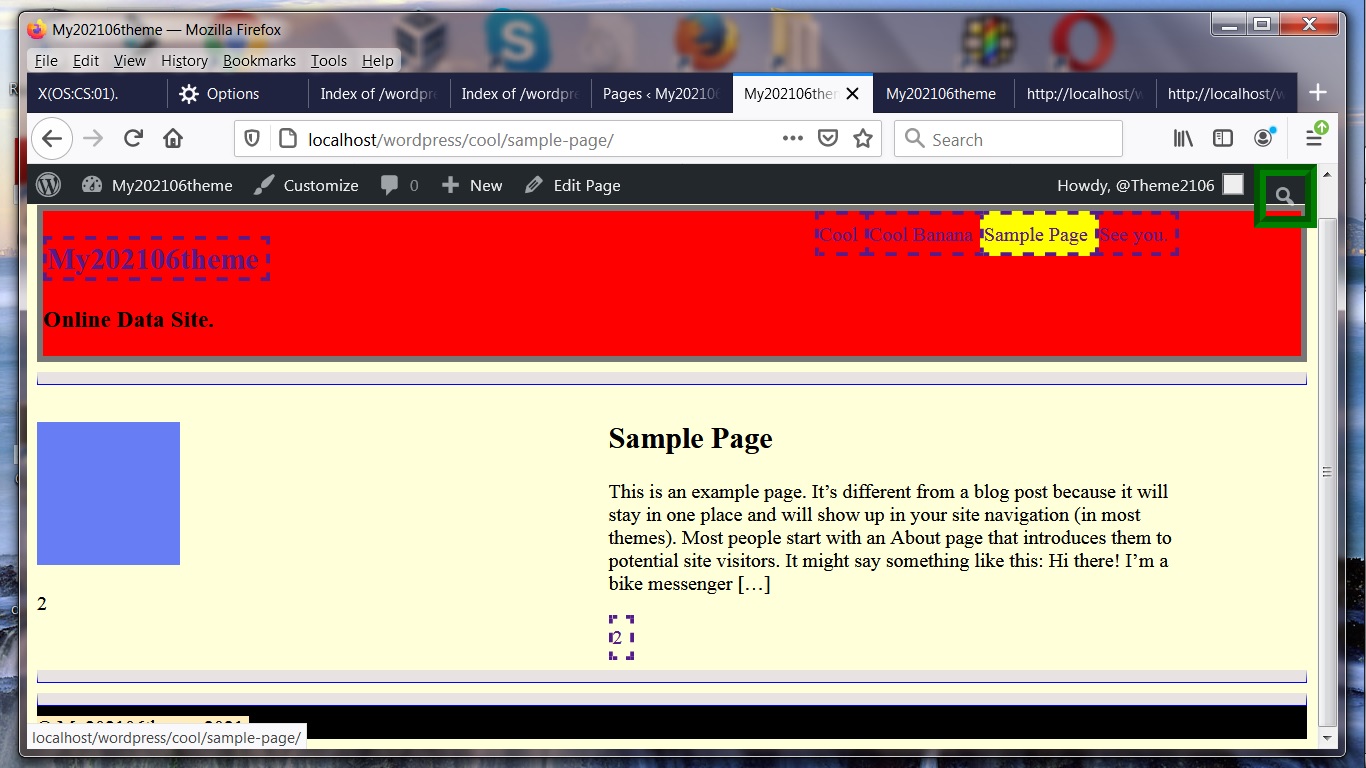 My202106theme — Mozilla Firefox
File Edit View History Bookmarks Tools Help
X(OS:CS:01). Options Index of /wordpr Index of /wordpr Pages ‹ My20210 My202106them My202106theme http://localhost/w http://localhost/w
localhost/wordpress/cool/sample-page/ Search
My202106theme Customize 0 New Edit Page Howdy, @Theme2106
Cool Cool Banana Sample Page See you.
My202106theme
Online Data Site.
Sample Page
This is an example page. It’s different from a blog post because it will
stay in one place and will show up in your site navigation (in most
themes). Most people start with an About page that introduces them to
potential site visitors. It might say something like this: Hi there! I’m a
bike messenger […]
2
2
localhost/wordpress/cool/sample-page/